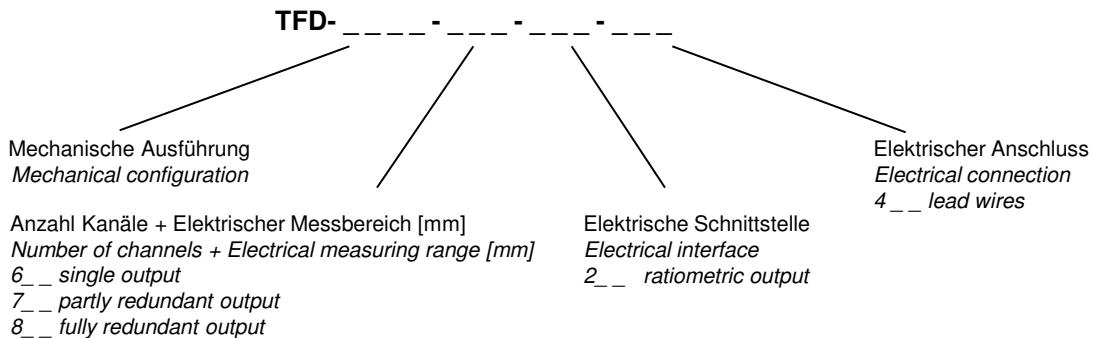 TFD- _ _ _ _ - _ _ _ - _ _ _ - _ _ _
Mechanische Ausführung
Mechanical configuration
Anzahl Kanäle + Elektrischer Messbereich [mm]
Number of channels + Electrical measuring range [mm]
6_ _ single output
7_ _ partly redundant output
8_ _ fully redundant output
Elektrische Schnittstelle
Electrical interface
2_ _ ratiometric output
Elektrischer Anschluss
Electrical connection
4 _ _ lead wires